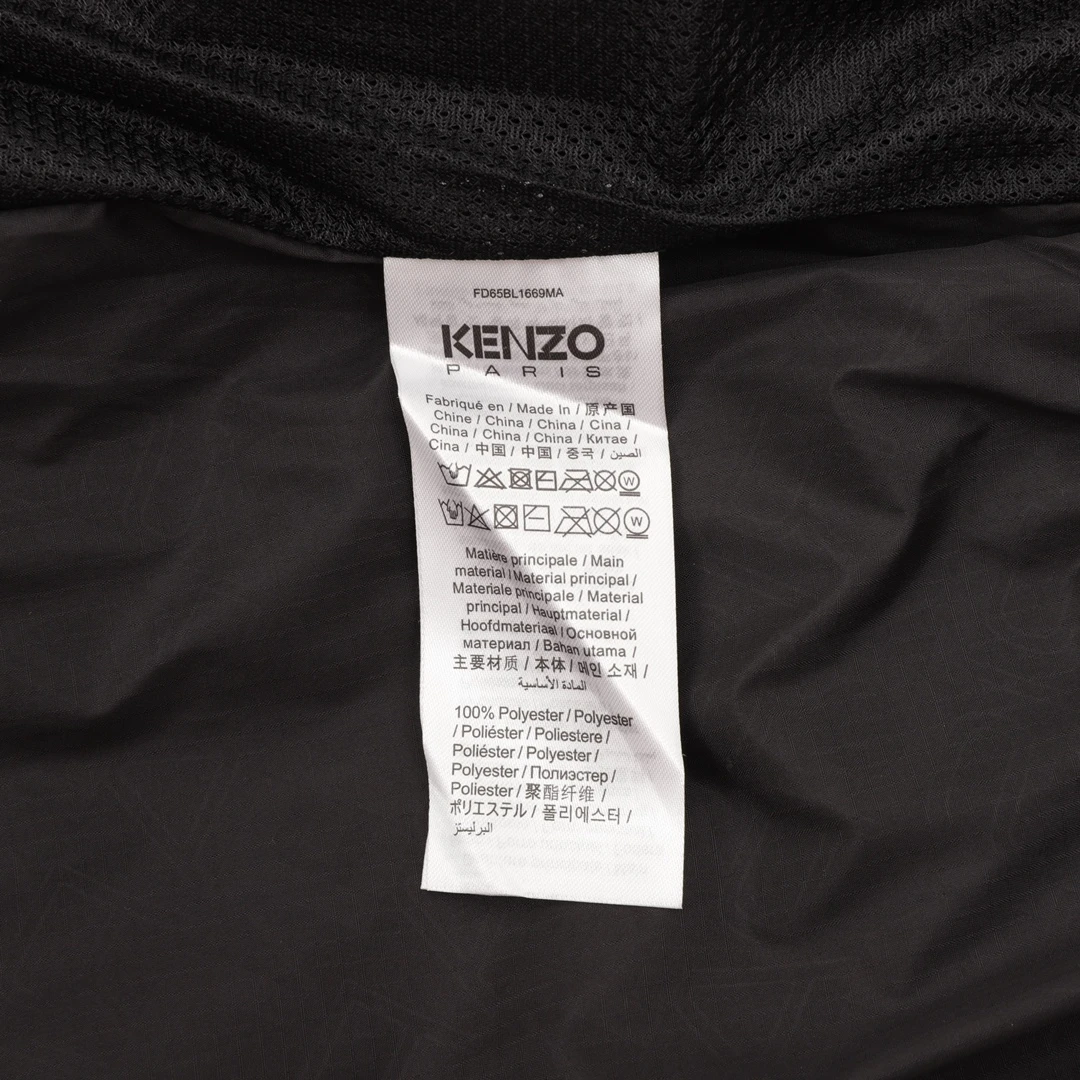 FD65BL1669MA
KENZO
PARIS
Fabriqué en / Made In / 原产国
Chine / China / China / Cina /
China / China / China / Китае /
Cina / 中国 / 中国 / 중국 / الصين
W
W
Matière principale / Main
material / Material principal /
Materiale principale / Material
principal / Hauptmaterial /
Hoofdmateriaal / Основной
материал / Bahan utama /
主要材质 / 本体 / 메인 소재 /
المادة الأساسية
100% Polyester / Polyester
/ Poliéster / Poliestere /
Poliéster / Polyester /
Polyester / Полиэстер /
Poliester / 聚酯纤维 /
ポリエステル / 폴리에스터 /
البرليستز